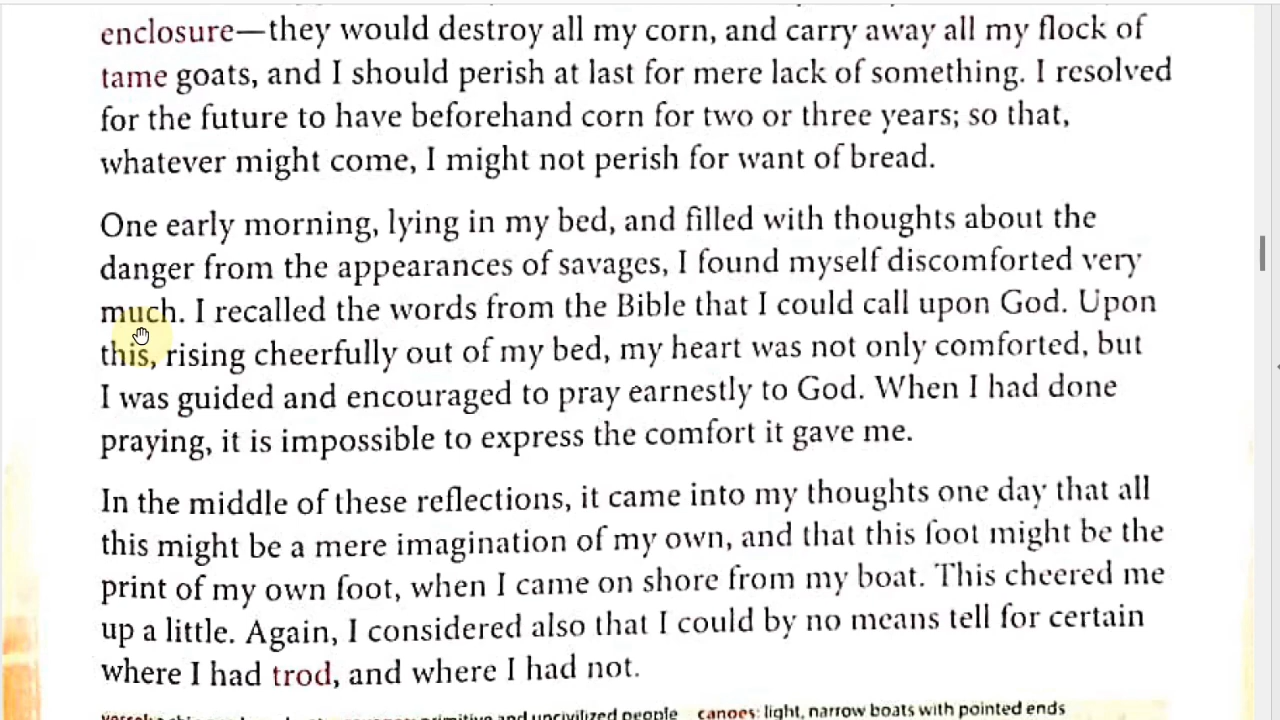 enclosure—they would destroy all my corn, and carry away all my flock of
tame goats, and I should perish at last for mere lack of something. I resolved
for the future to have beforehand corn for two or three years; so that,
whatever might come, I might not perish for want of bread.
One early morning, lying in my bed, and filled with thoughts about the
danger from the appearances of savages, I found myself discomforted very
much. I recalled the words from the Bible that I could call upon God. Upon
this, rising cheerfully out of my bed, my heart was not only comforted, but
I was guided and encouraged to pray earnestly to God. When I had done
praying, it is impossible to express the comfort it gave me.
In the middle of these reflections, it came into my thoughts one day that all
this might be a mere imagination of my own, and that this foot might be the
print of my own foot, when I came on shore from my boat. This cheered me
up a little. Again, I considered also that I could by no means tell for certain
where I had trod, and where I had not.
primitive and uncivilized people canoes: light, narrow boats with pointed ends